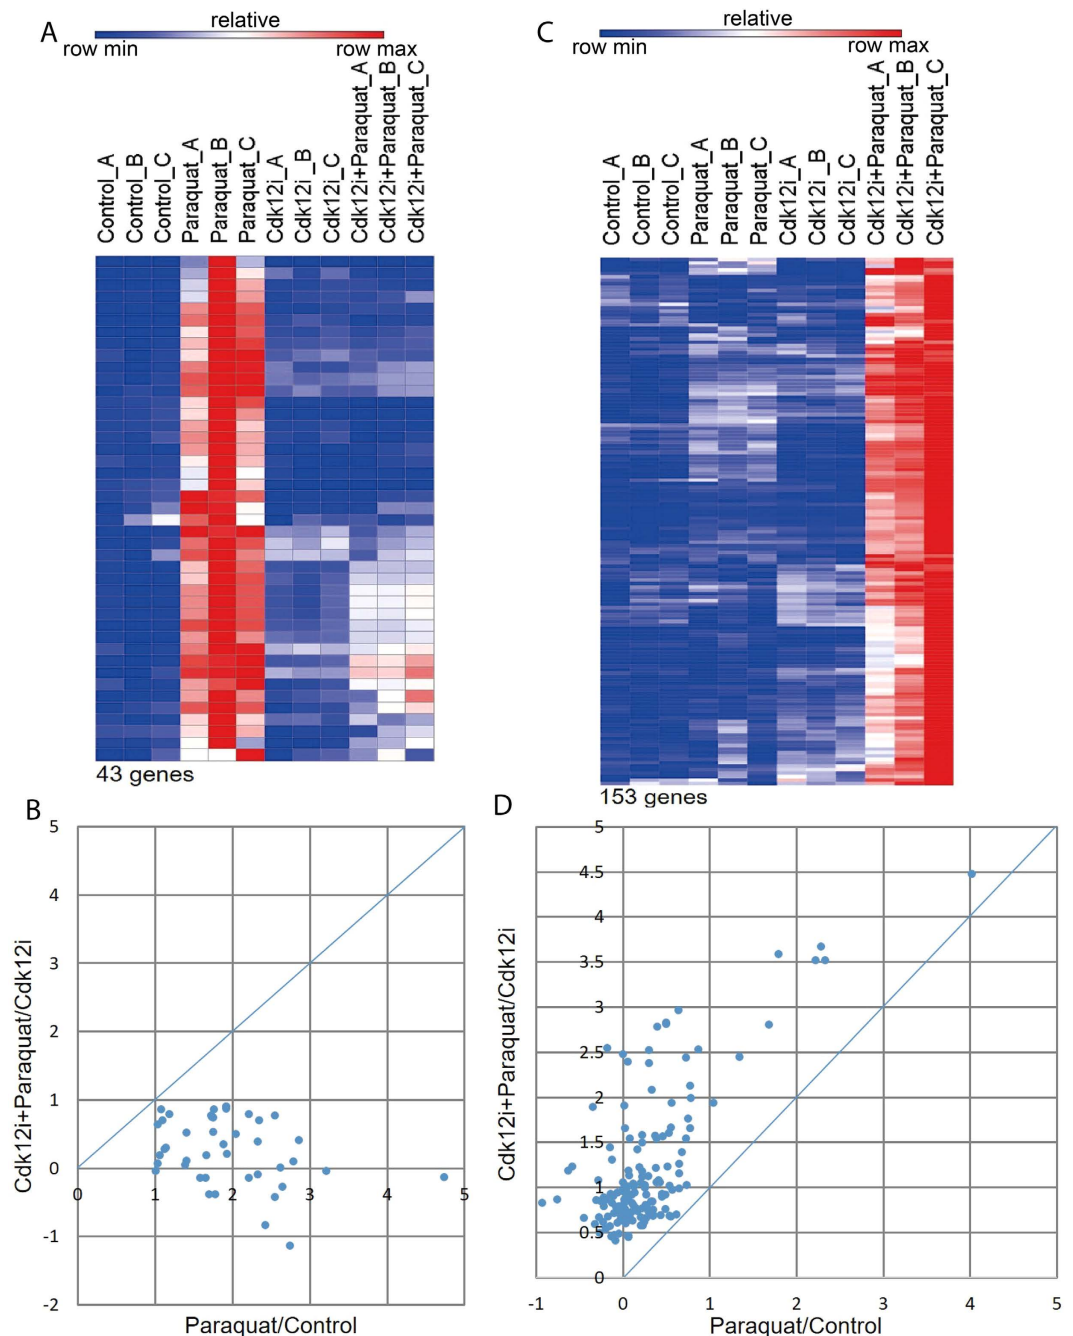 A
relative
row min
row max
Control_A
Control_B
Control_C
Paraquat_A
Paraquat_B
Paraquat_C
Cdk12i_A
Cdk12i_B
Cdk12i_C
Cdk12i+Paraquat_A
Cdk12i+Paraquat_B
Cdk12i+Paraquat_C
43 genes
C
relative
row min
row max
Control_A
Control_B
Control_C
Paraquat_A
Paraquat_B
Paraquat_C
Cdk12i_A
Cdk12i_B
Cdk12i_C
Cdk12i+Paraquat_A
Cdk12i+Paraquat_B
Cdk12i+Paraquat_C
153 genes
B
Cdk12i+Paraquat/Cdk12i
5
4
3
2
1
0
-1
-2
0
1
2
3
4
5
Paraquat/Control
D
Cdk12i+Paraquat/Cdk12i
5
4.5
4
3.5
3
2.5
2
1.5
1
0.5
0
-1
0
1
2
3
4
5
Paraquat/Control